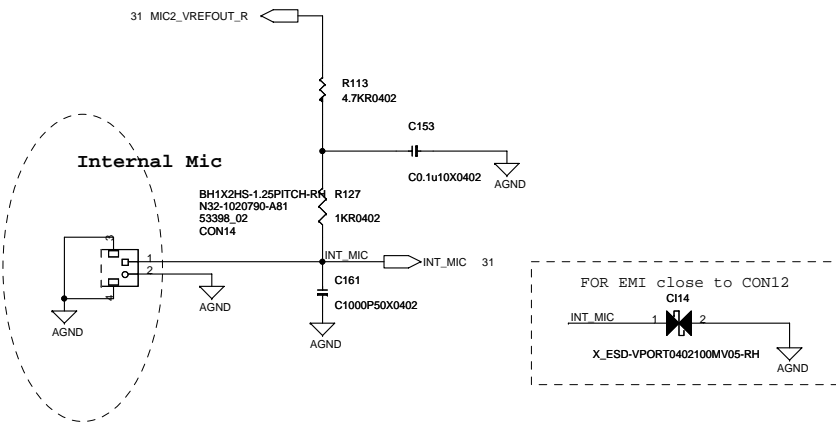 31 MIC2_VREFOUT_R
R113
4.7KR0402
C153
C0.1u10X0402
AGND
Internal Mic
BH1X2HS-1.25PITCH-RH
N32-1020790-A81
53398_02
CON14
R127
1KR0402
3
1
2
4
AGND
AGND
INT_MIC
INT_MIC 31
C161
C1000P50X0402
AGND
FOR EMI close to CON12
CI14
INT_MIC
1
2
X_ESD-VPORT0402100MV05-RH
AGND